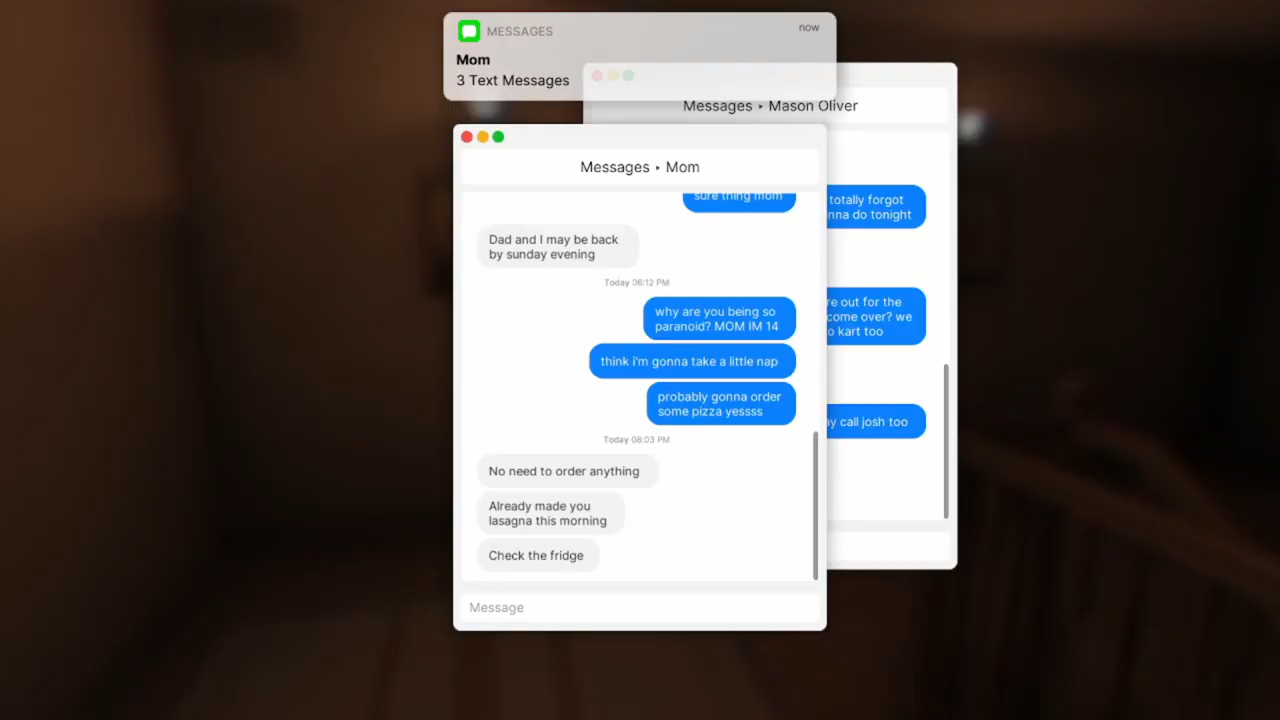 MESSAGES
now
Mom
3 Text Messages
Messages ‣ Mason Oliver
totally forgot
tonight
out for the
come over? we
kart too
call josh too
Messages ‣ Mom
sure thing mom
Dad and I may be back
by sunday evening
Today 06:12 PM
why are you being so
paranoid? MOM IM 14
think i'm gonna take a little nap
probably gonna order
some pizza yessss
Today 08:03 PM
No need to order anything
Already made you
lasagna this morning
Check the fridge
Message